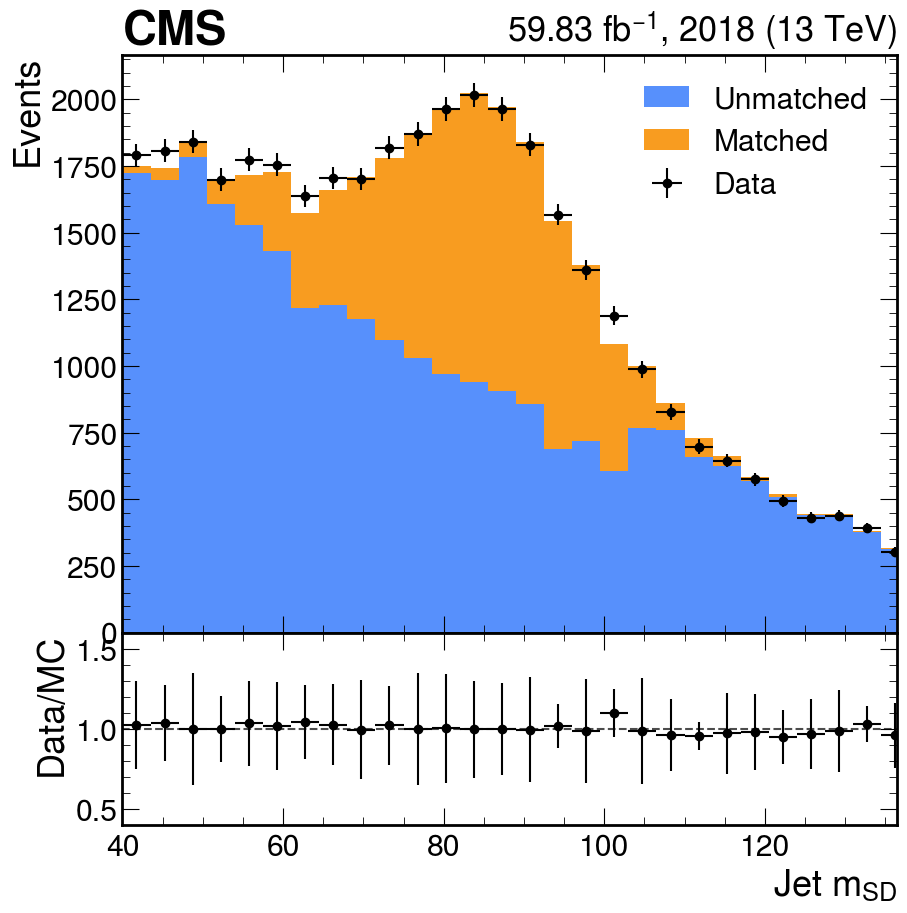 CMS 59.83 fb⁻¹, 2018 (13 TeV)
Events
2000
1750
1500
1250
1000
750
500
250
0
Unmatched
Matched
Data
Data/MC
1.5
1.0
0.5
40 60 80 100 120
Jet m_SD